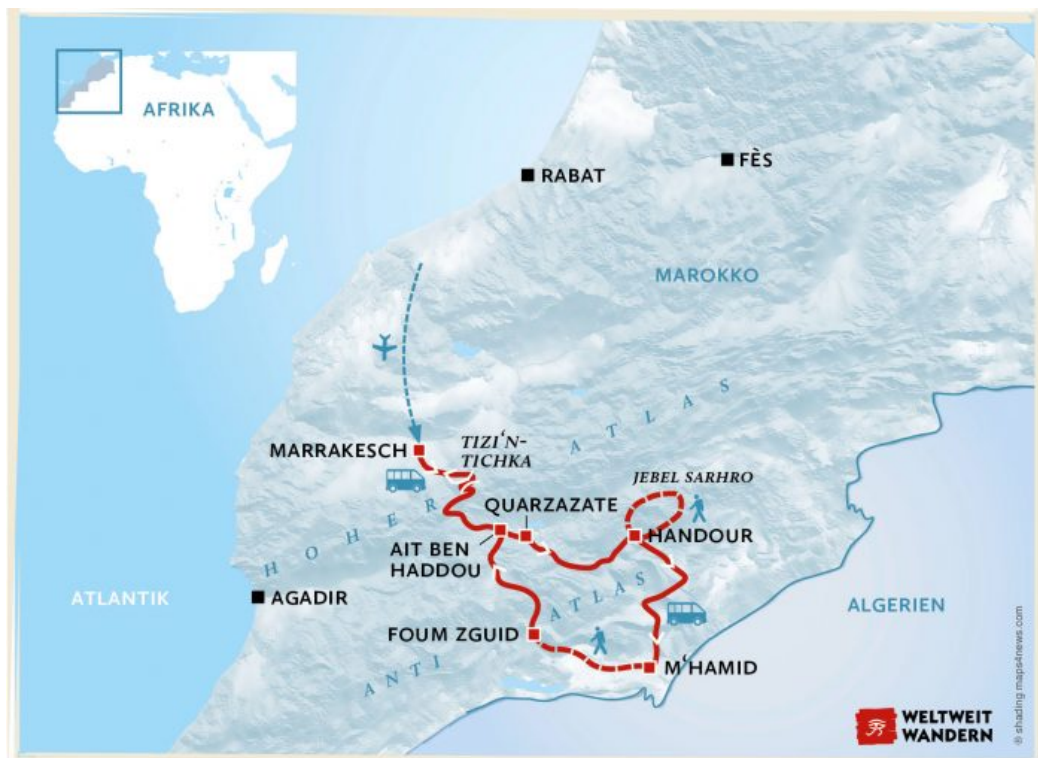 AFRIKA
RABAT
FÈS
MAROKKO
MARRAKESCH
TIZI'N-
TICHKA
HOHER ATLAS
JEBEL SARHRO
QUARZAZATE
AIT BEN
HADDOU
HANDOUR
ATLANTIK
AGADIR
ALGERIEN
FOUM ZGUID
ANTI ATLAS
M'HAMID
WELTWEIT
WANDERN
® shading.maps4news.com